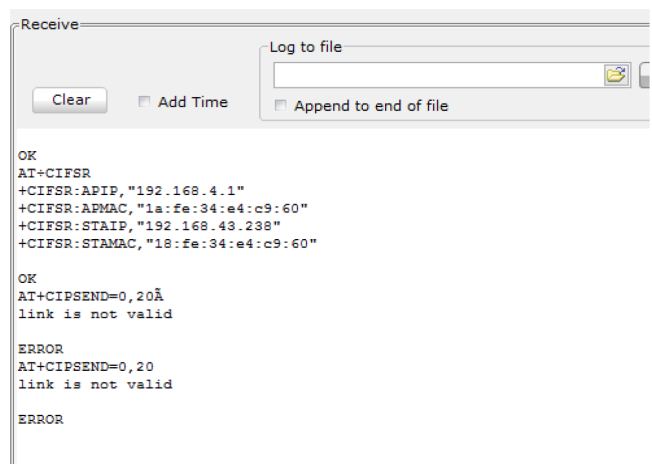 Receive
Log to file
Clear
Add Time
Append to end of file
OK
AT+CIFSR
+CIFSR:APIP,"192.168.4.1"
+CIFSR:APMAC,"1a:fe:34:e4:c9:60"
+CIFSR:STAIP,"192.168.43.238"
+CIFSR:STAMAC,"18:fe:34:e4:c9:60"
OK
AT+CIPSEND=0,20Ã
link is not valid
ERROR
AT+CIPSEND=0,20
link is not valid
ERROR